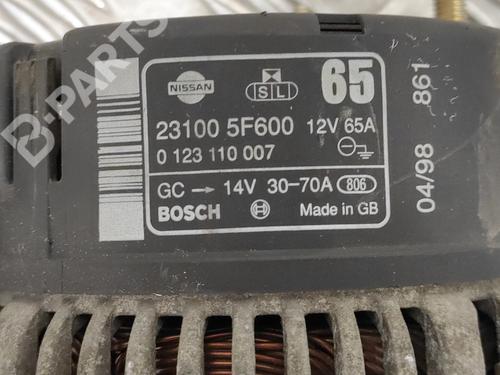 NISSAN
S L
65
23100 5F600 12V 65A
0 123 110 007
GC → 14V 30-70A 806
BOSCH Made in GB
04/98 861
B-PARTS